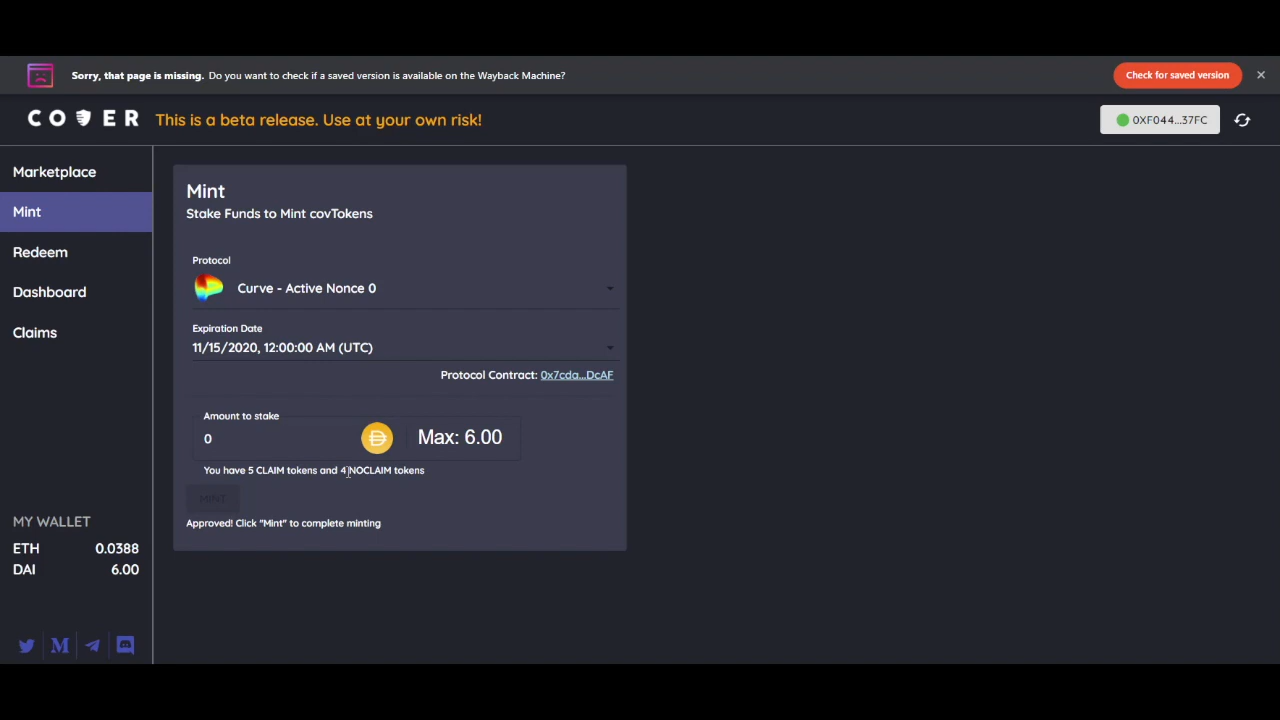 Sorry, that page is missing. Do you want to check if a saved version is available on the Wayback Machine?
Check for saved version
COVER
This is a beta release. Use at your own risk!
0XF044...37FC
Marketplace
Mint
Redeem
Dashboard
Claims
Mint
Stake Funds to Mint covTokens
Protocol
Curve - Active Nonce 0
Expiration Date
11/15/2020, 12:00:00 AM (UTC)
Protocol Contract: 0x7cda...DcAF
Amount to stake
0
Max: 6.00
You have 5 CLAIM tokens and 4 NOCLAIM tokens
MINT
Approved! Click "Mint" to complete minting
MY WALLET
ETH 0.0388
DAI 6.00